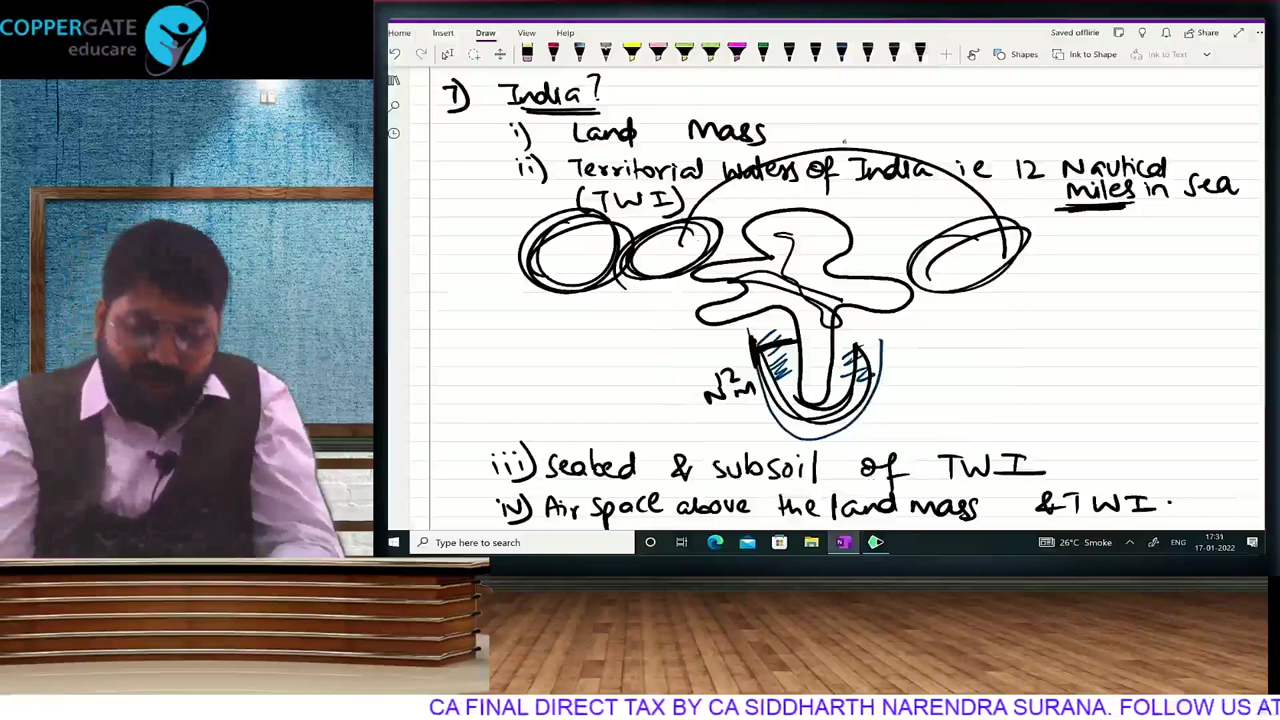 COPPERGATE
educare
Home Insert Draw View Help
Saved offline
Share
Shapes
Ink to Shape
Ink to Text
I) India?
i) Land Mass
ii) Territorial waters of India ie 12 Nautical
miles in sea
(TWI)
12
NM
iii) Seabed & subsoil of TWI
iv) Air space above the land mass & TWI.
Type here to search
26°C Smoke
ENG
17:31
17-01-2022
CA FINAL DIRECT TAX BY CA SIDDHARTH NARENDRA SURANA. FOLLOW US AT